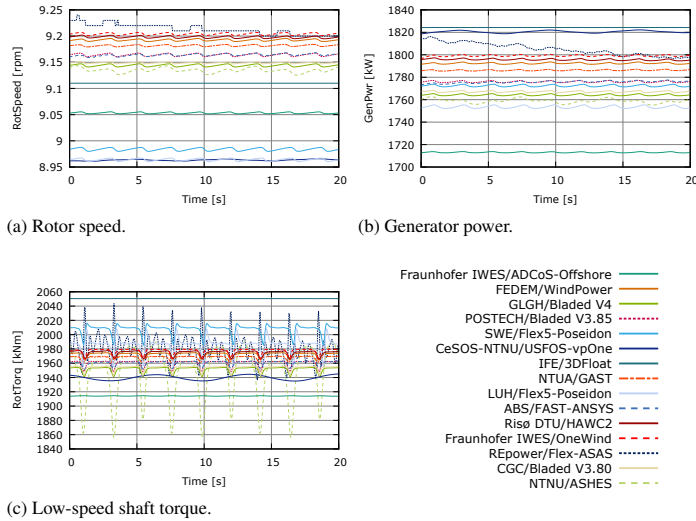 9.25
9.2
9.15
9.1
9.05
9
8.95
RotSpeed [rpm]
0 5 10 15 20
Time [s]
(a) Rotor speed.
1840
1820
1800
1780
1760
1740
1720
1700
GenPwr [kW]
0 5 10 15 20
Time [s]
(b) Generator power.
2060
2040
2020
2000
1980
1960
1940
1920
1900
1880
1860
1840
RotTorq [kNm]
0 5 10 15 20
Time [s]
(c) Low-speed shaft torque.
Fraunhofer IWES/ADCoS-Offshore
FEDEM/WindPower
GLGH/Bladed V4
POSTECH/Bladed V3.85
SWE/Flex5-Poseidon
CeSOS-NTNU/USFOS-vpOne
IFE/3DFloat
NTUA/GAST
LUH/Flex5-Poseidon
ABS/FAST-ANSYS
Risø DTU/HAWC2
Fraunhofer IWES/OneWind
REpower/Flex-ASAS
CGC/Bladed V3.80
NTNU/ASHES